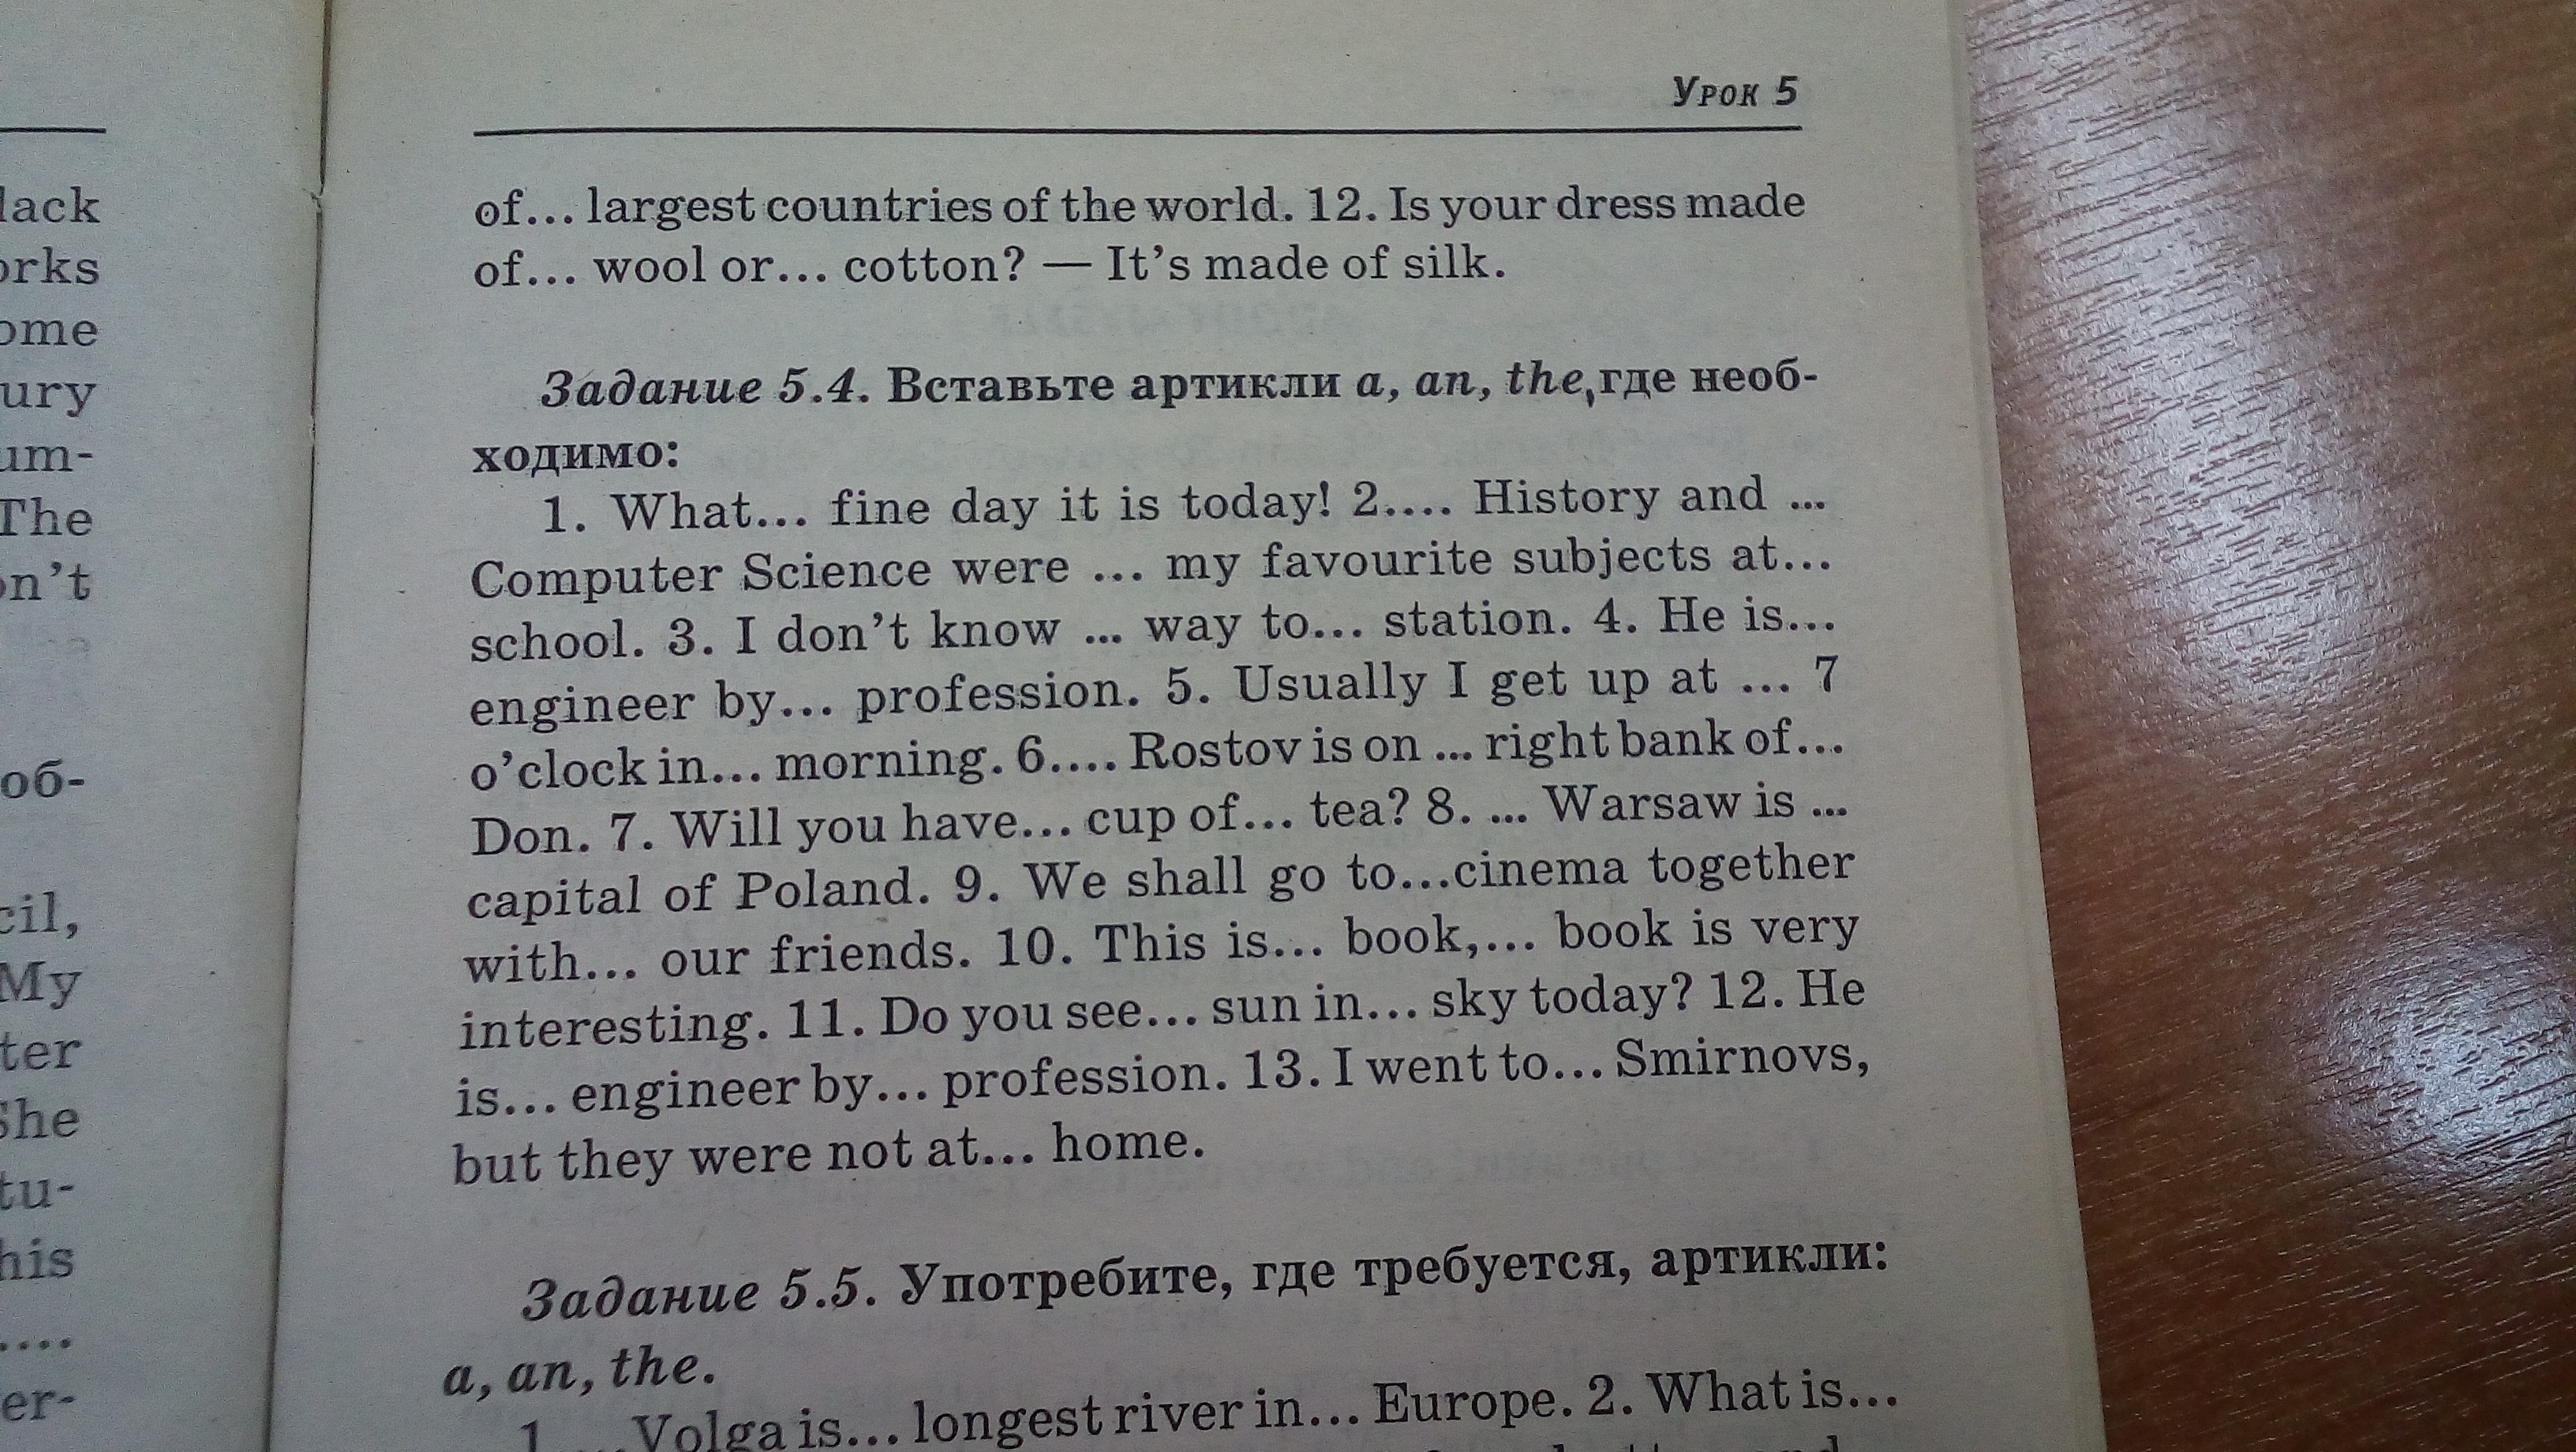 Урок 5
of... largest countries of the world. 12. Is your dress made
of... wool or... cotton? — It's made of silk.
Задание 5.4. Вставьте артикли a, an, the, где необ-
ходимо:
1. What... fine day it is today! 2.... History and ...
Computer Science were ... my favourite subjects at...
school. 3. I don't know ... way to... station. 4. He is...
engineer by... profession. 5. Usually I get up at ... 7
o'clock in... morning. 6.... Rostov is on ... right bank of...
Don. 7. Will you have... cup of... tea? 8. ... Warsaw is ...
capital of Poland. 9. We shall go to...cinema together
with... our friends. 10. This is... book,... book is very
interesting. 11. Do you see... sun in... sky today? 12. He
is... engineer by... profession. 13. I went to... Smirnovs,
but they were not at... home.
Задание 5.5. Употребите, где требуется, артикли:
a, an, the.
1. ...Volga is... longest river in... Europe. 2. What is...